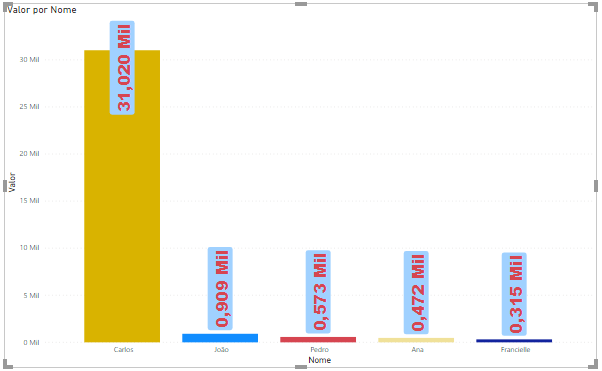 Valor por Nome
30 Mil
25 Mil
20 Mil
15 Mil
10 Mil
5 Mil
0 Mil
Valor
31,020 Mil
0,909 Mil
0,573 Mil
0,472 Mil
0,315 Mil
Carlos
João
Pedro
Ana
Francielle
Nome